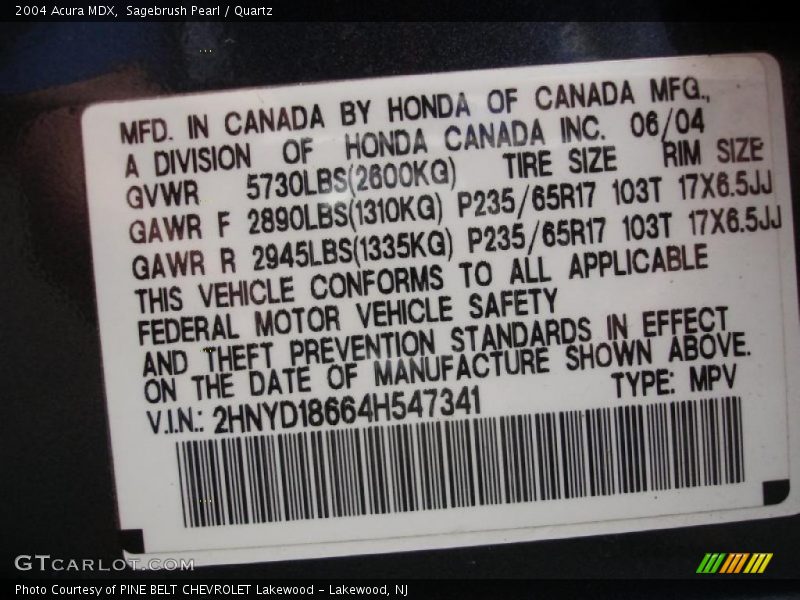 2004 Acura MDX,  Sagebrush Pearl / Quartz
MFD. IN CANADA BY HONDA OF CANADA MFG.,
A DIVISION OF HONDA CANADA INC. 06/04
GVWR 5730LBS(2600KG) TIRE SIZE RIM SIZE
GAWR F 2890LBS(1310KG) P235/65R17 103T 17X6.5JJ
GAWR R 2945LBS(1335KG) P235/65R17 103T 17X6.5JJ
THIS VEHICLE CONFORMS TO ALL APPLICABLE
FEDERAL MOTOR VEHICLE SAFETY
AND THEFT PREVENTION STANDARDS IN EFFECT
ON THE DATE OF MANUFACTURE SHOWN ABOVE.
V.I.N.: 2HNYD18664H547341 TYPE: MPV
GTCARLOT.COM
Photo Courtesy of PINE BELT CHEVROLET Lakewood - Lakewood, NJ